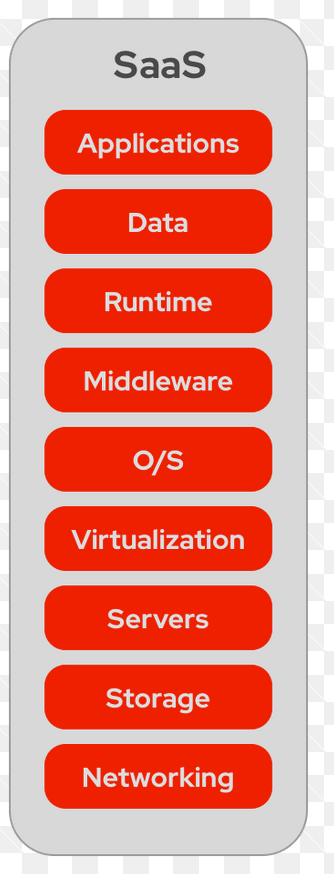 SaaS
Applications
Data
Runtime
Middleware
O/S
Virtualization
Servers
Storage
Networking